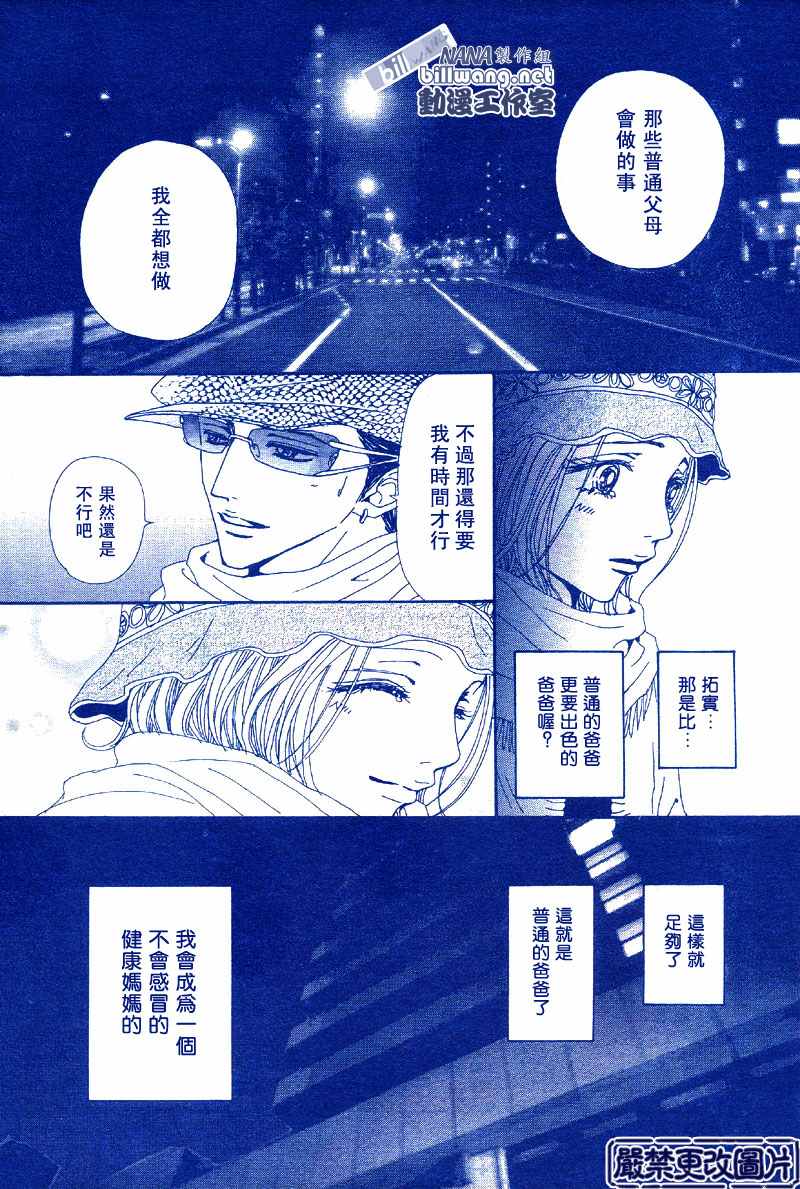 bill wang
NANA製作組
billwang.net
動漫工作室
那些普通父母
會做的事
我全都想做
不過那還得要
我有時間才行
果然還是
不行吧
拓實…
那是比…
普通的爸爸
更要出色的
爸爸喔?
這樣就
足夠了
這就是
普通的爸爸了
我會成為一個
不會感冒的
健康媽媽的
嚴禁更改圖片